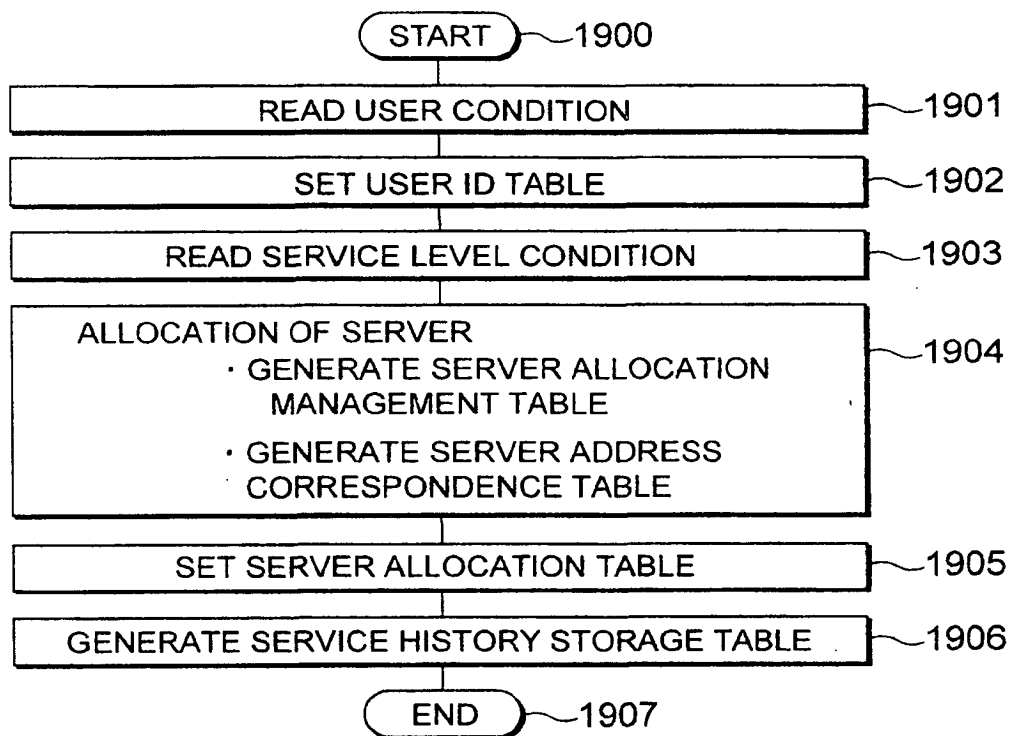 START 1900
READ USER CONDITION 1901
SET USER ID TABLE 1902
READ SERVICE LEVEL CONDITION 1903
ALLOCATION OF SERVER
· GENERATE SERVER ALLOCATION 1904
MANAGEMENT TABLE
· GENERATE SERVER ADDRESS
CORRESPONDENCE TABLE
SET SERVER ALLOCATION TABLE 1905
GENERATE SERVICE HISTORY STORAGE TABLE 1906
END 1907